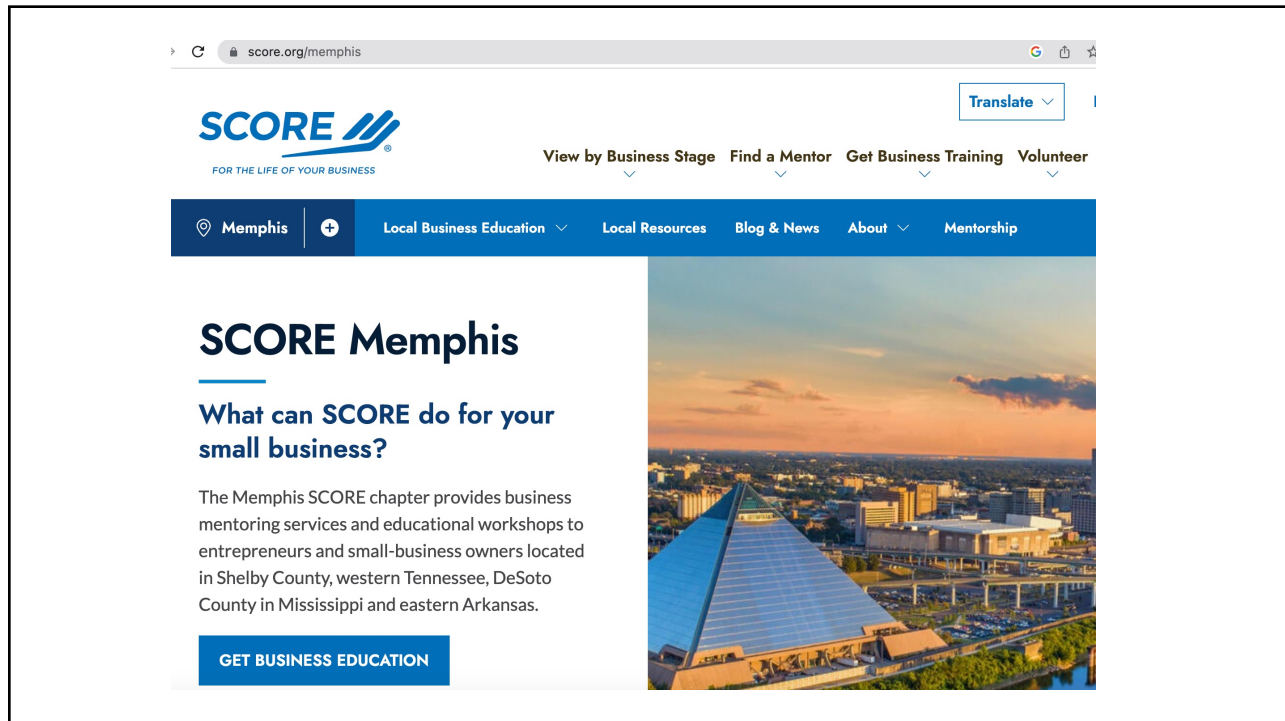 score.org/memphis
Translate
SCORE
®
FOR THE LIFE OF YOUR BUSINESS
View by Business Stage Find a Mentor Get Business Training Volunteer
Memphis Local Business Education Local Resources Blog & News About Mentorship
SCORE Memphis
What can SCORE do for your
small business?
The Memphis SCORE chapter provides business
mentoring services and educational workshops to
entrepreneurs and small-business owners located
in Shelby County, western Tennessee, DeSoto
County in Mississippi and eastern Arkansas.
GET BUSINESS EDUCATION